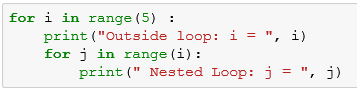 for i in range(5) :
    print("Outside loop: i = ", i)
    for j in range(i):
        print(" Nested Loop: j = ", j)